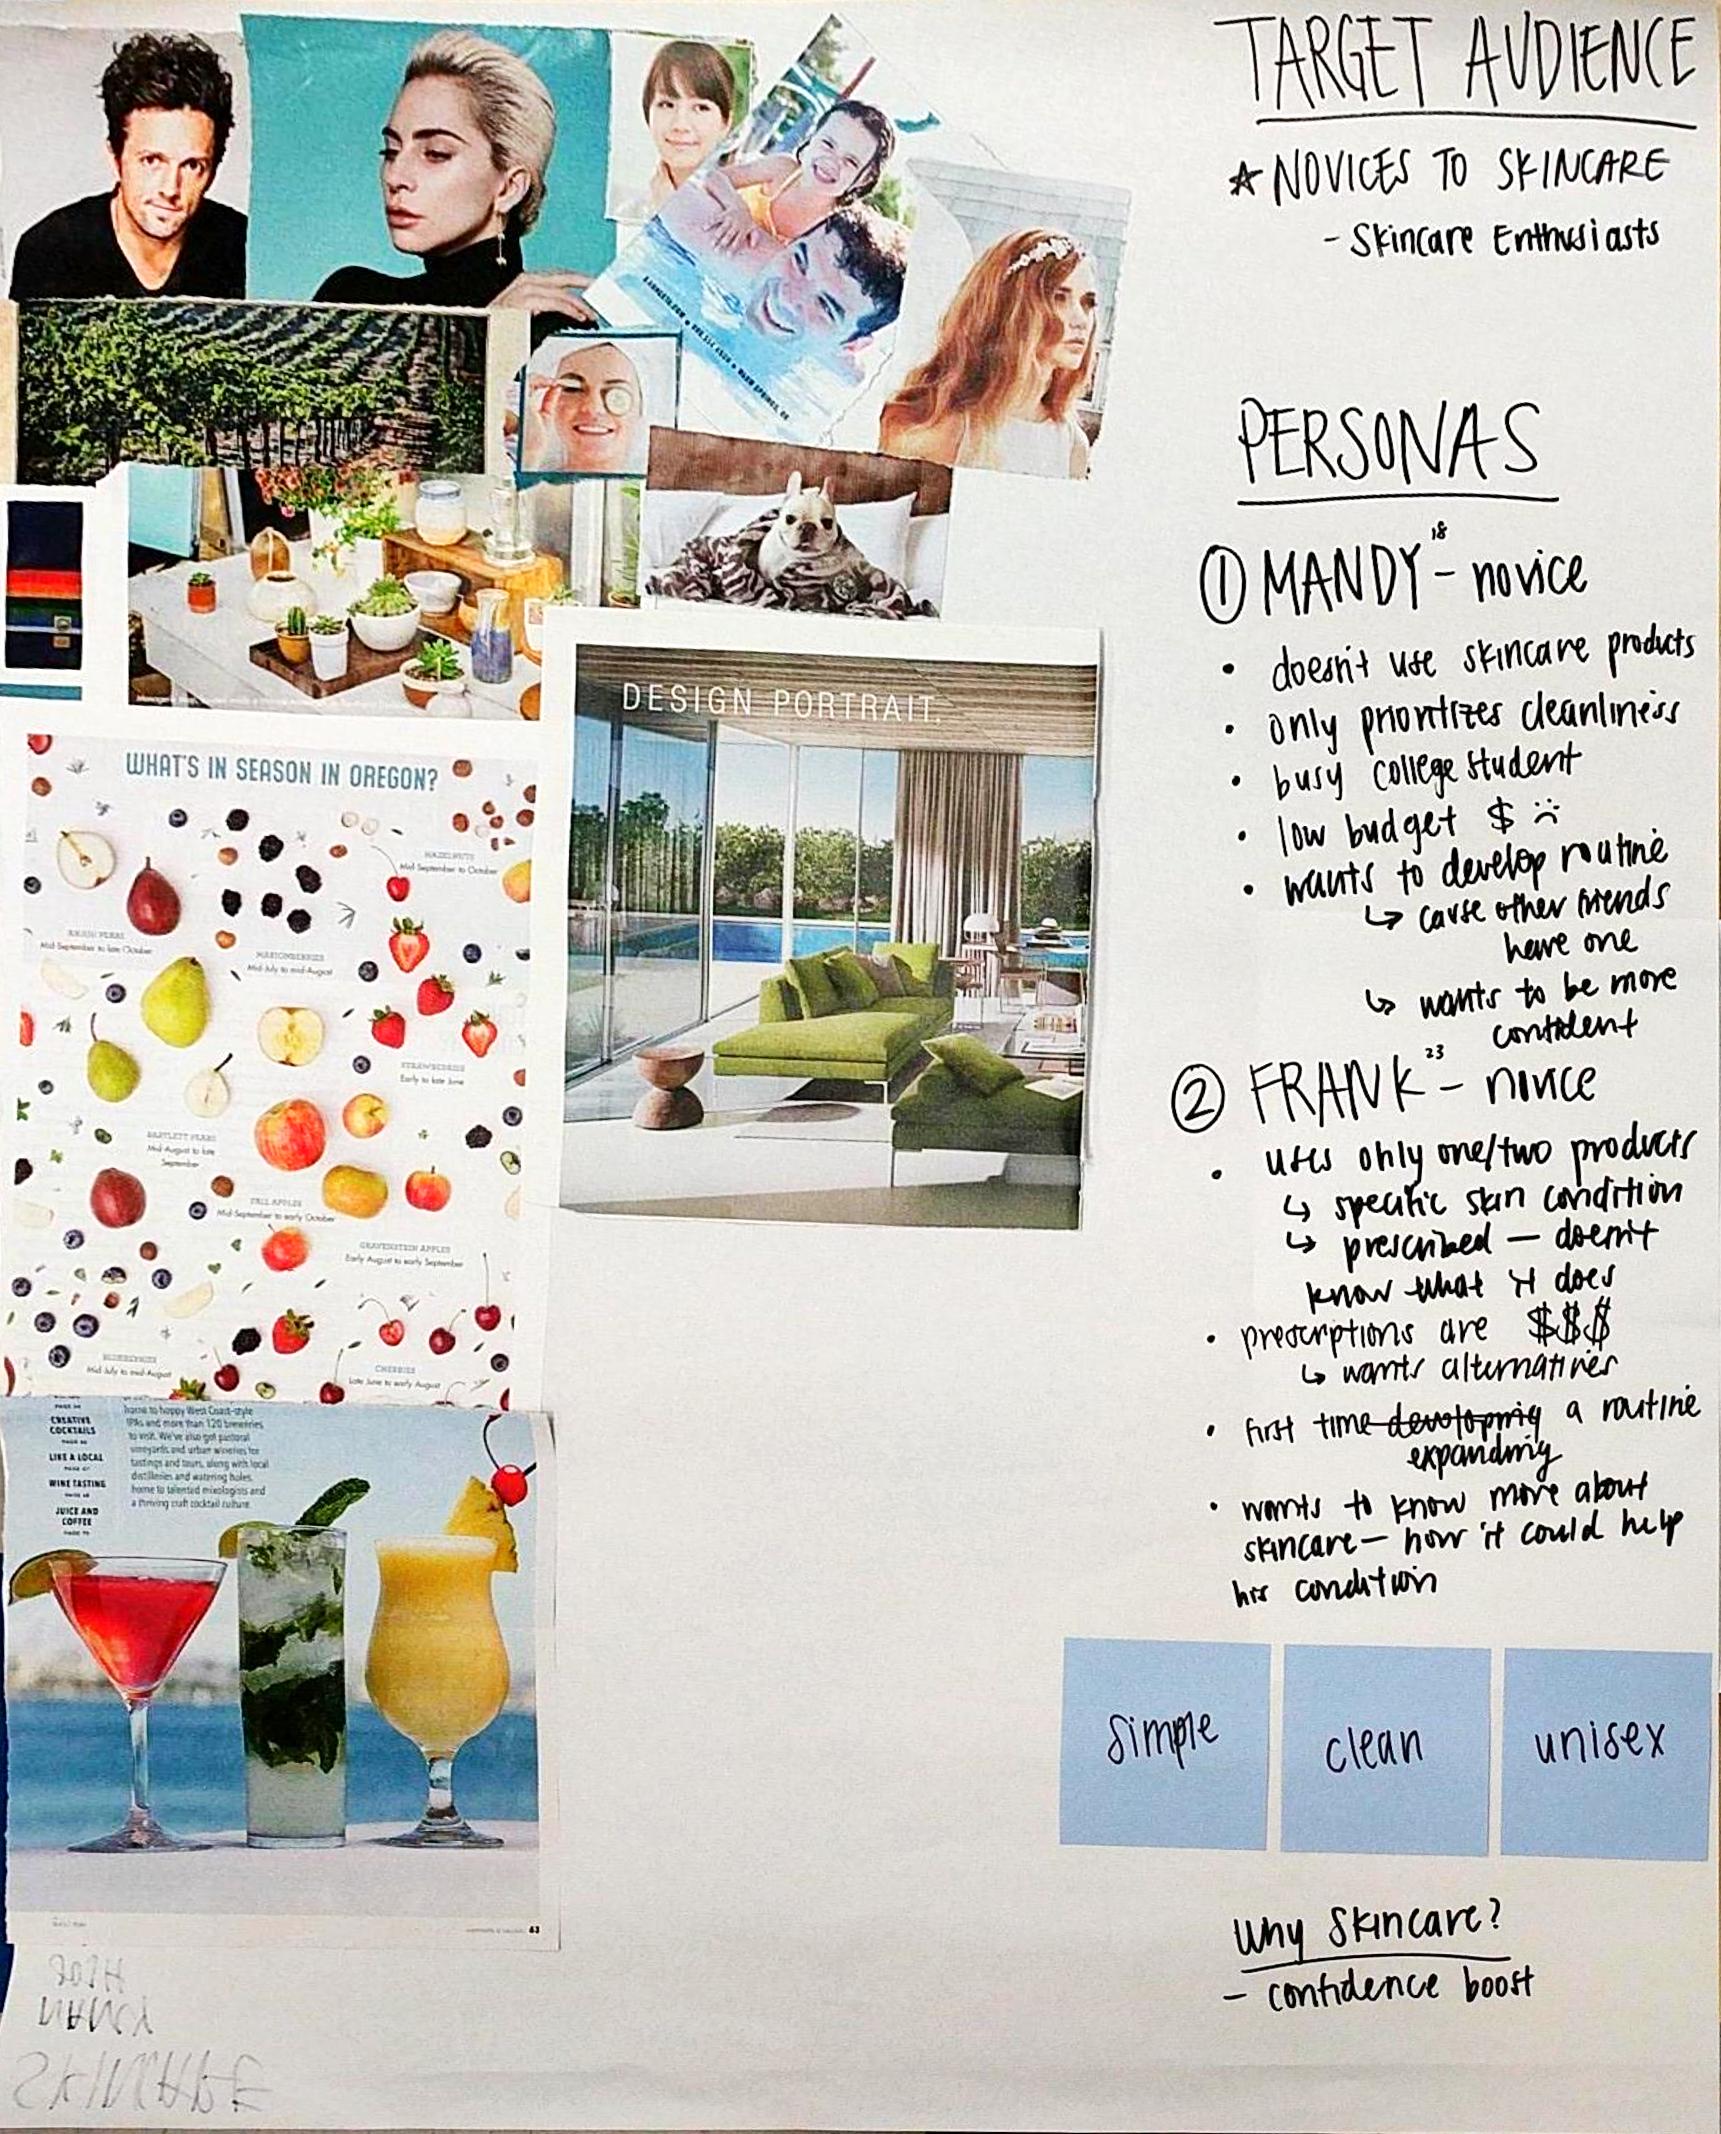 TARGET AUDIENCE
☆ NOVICES TO SKINCARE
- Skincare Enthusiasts
PERSONAS
① MANDY 18 - novice
• doesn't use skincare products
• only prioritizes cleanliness
• busy college student
• low budget $ :(
• wants to develop routine
↳ cause other friends
have one
↳ wants to be more
confident
② FRANK 23 - novice
• uses only one/two products
↳ specific skin condition
↳ prescribed — doesn't
know what it does
• prescriptions are $$$
↳ wants alternatives
• first time developing a routine
expanding
• wants to know more about
skincare — how it could help
his condition
simple
clean
unisex
Why Skincare?
- confidence boost
DESIGN PORTRAIT.
WHAT'S IN SEASON IN OREGON?
HAZELNUTS
Mid-September to October
Mid-September to late October
MARIONBERRIES
Mid-July to mid-August
STRAWBERRIES
Early to late June
BARTLETT PEARS
Mid-August to late
September
FALL APPLES
Mid-September to early October
GRAVENSTEIN APPLES
Early August to early September
BLUEBERRIES
Mid-July to mid-August
CHERRIES
Late June to early August
CREATIVE
COCKTAILS
LIKE A LOCAL
WINE TASTING
JUICE AND
COFFEE
home to hoppy West Coast-style
IPAs and more than 120 breweries
to visit. We've also got pastoral
vineyards and urban wineries for
tastings and tours, along with local
distilleries and watering holes,
home to talented mixologists and
a thriving craft cocktail culture.
63